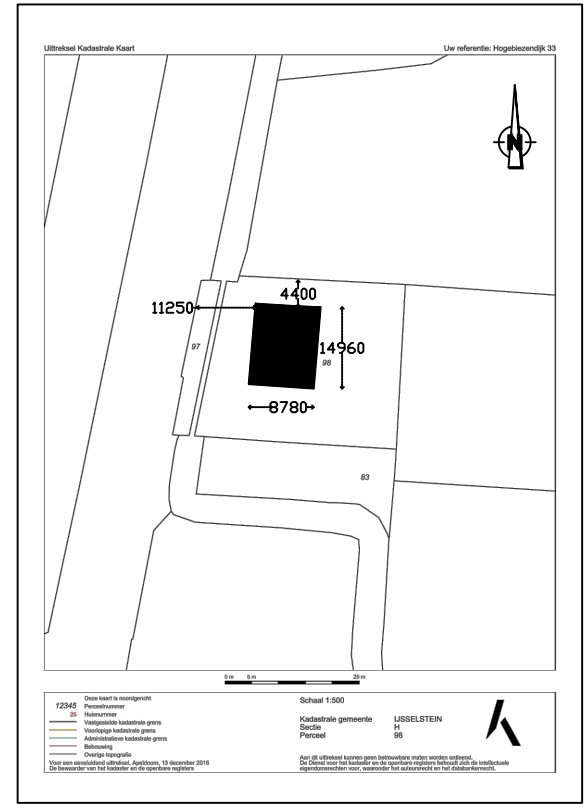 Uittreksel Kadastrale Kaart
Uw referentie: Hogebiezendijk 33
N
4400
11250
97
14960
98
8780
83
0 m 5 m 25 m
Deze kaart is noordgericht
12345 Perceelnummer
25 Huisnummer
Vastgestelde kadastrale grens
Voorlopige kadastrale grens
Administratieve kadastrale grens
Bebouwing
Overige topografie
Voor een eensluidend uittreksel, Apeldoorn, 13 december 2016
De bewaarder van het kadaster en de openbare registers
Schaal 1:500
Kadastrale gemeente IJSSELSTEIN
Sectie H
Perceel 98
Aan dit uittreksel kunnen geen betrouwbare maten worden ontleend.
De Dienst voor het kadaster en de openbare registers behoudt zich de intellectuele
eigendomsrechten voor, waaronder het auteursrecht en het databankenrecht.